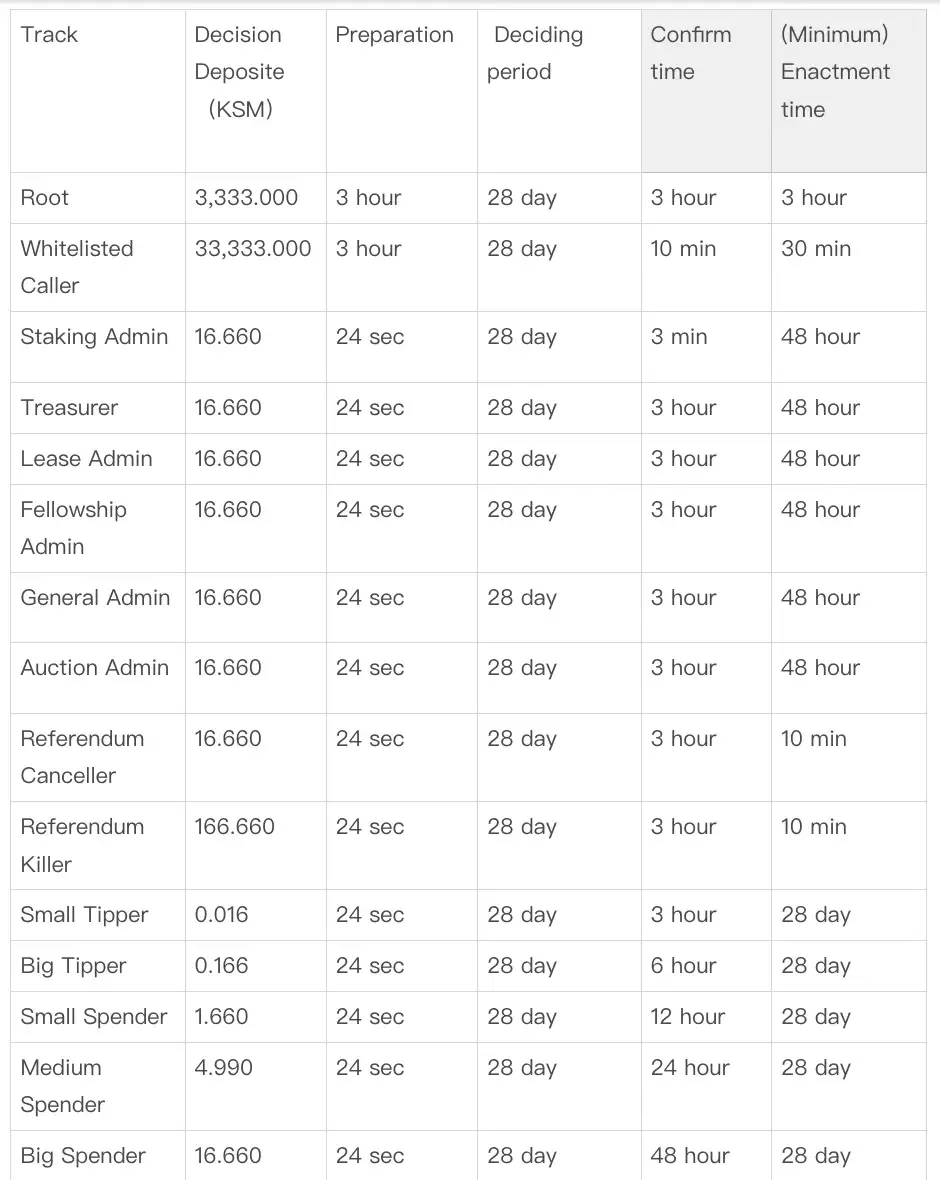 Track Decision Preparation Deciding Confirm (Minimum)
Deposite period time Enactment
（KSM） time
Root 3,333.000 3 hour 28 day 3 hour 3 hour
Whitelisted 33,333.000 3 hour 28 day 10 min 30 min
Caller
Staking Admin 16.660 24 sec 28 day 3 min 48 hour
Treasurer 16.660 24 sec 28 day 3 hour 48 hour
Lease Admin 16.660 24 sec 28 day 3 hour 48 hour
Fellowship 16.660 24 sec 28 day 3 hour 48 hour
Admin
General Admin 16.660 24 sec 28 day 3 hour 48 hour
Auction Admin 16.660 24 sec 28 day 3 hour 48 hour
Referendum 16.660 24 sec 28 day 3 hour 10 min
Canceller
Referendum 166.660 24 sec 28 day 3 hour 10 min
Killer
Small Tipper 0.016 24 sec 28 day 3 hour 28 day
Big Tipper 0.166 24 sec 28 day 6 hour 28 day
Small Spender 1.660 24 sec 28 day 12 hour 28 day
Medium 4.990 24 sec 28 day 24 hour 28 day
Spender
Big Spender 16.660 24 sec 28 day 48 hour 28 day